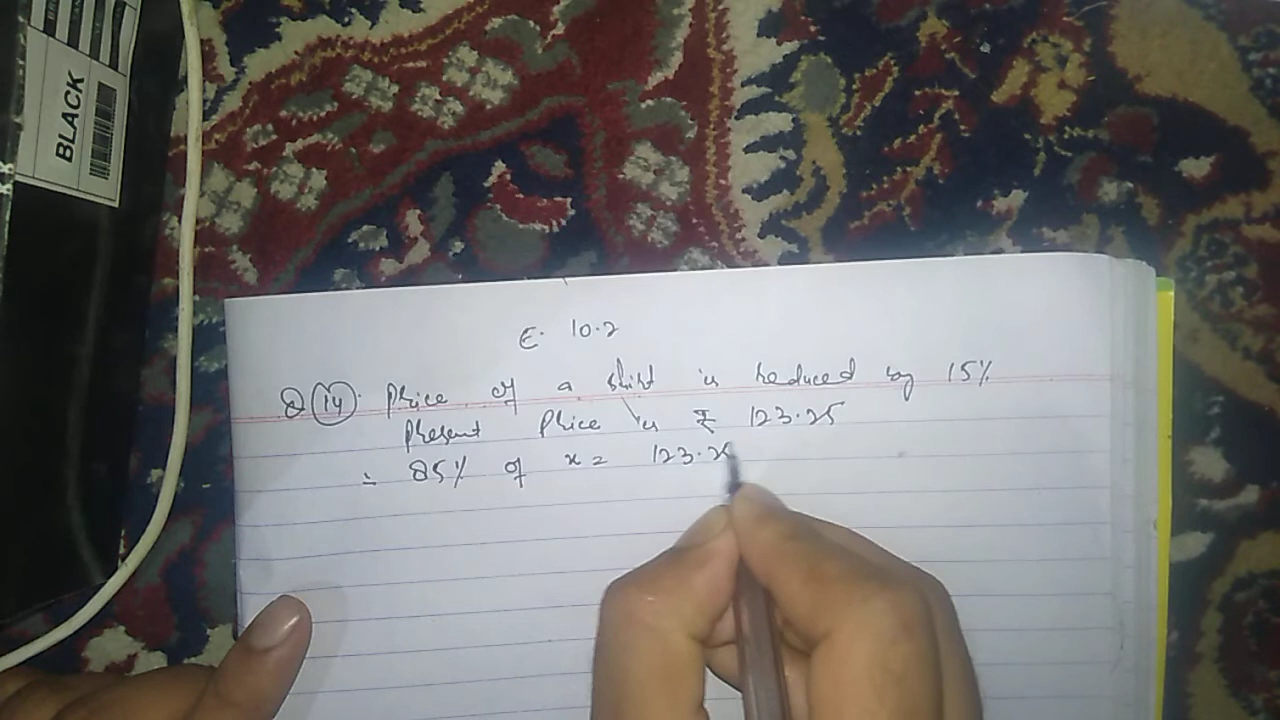 BLACK
E. 10.2
Q 14. Price of a shirt is reduced by 15%
Present Price is ₹ 123.25
= 85% of x = 123.25